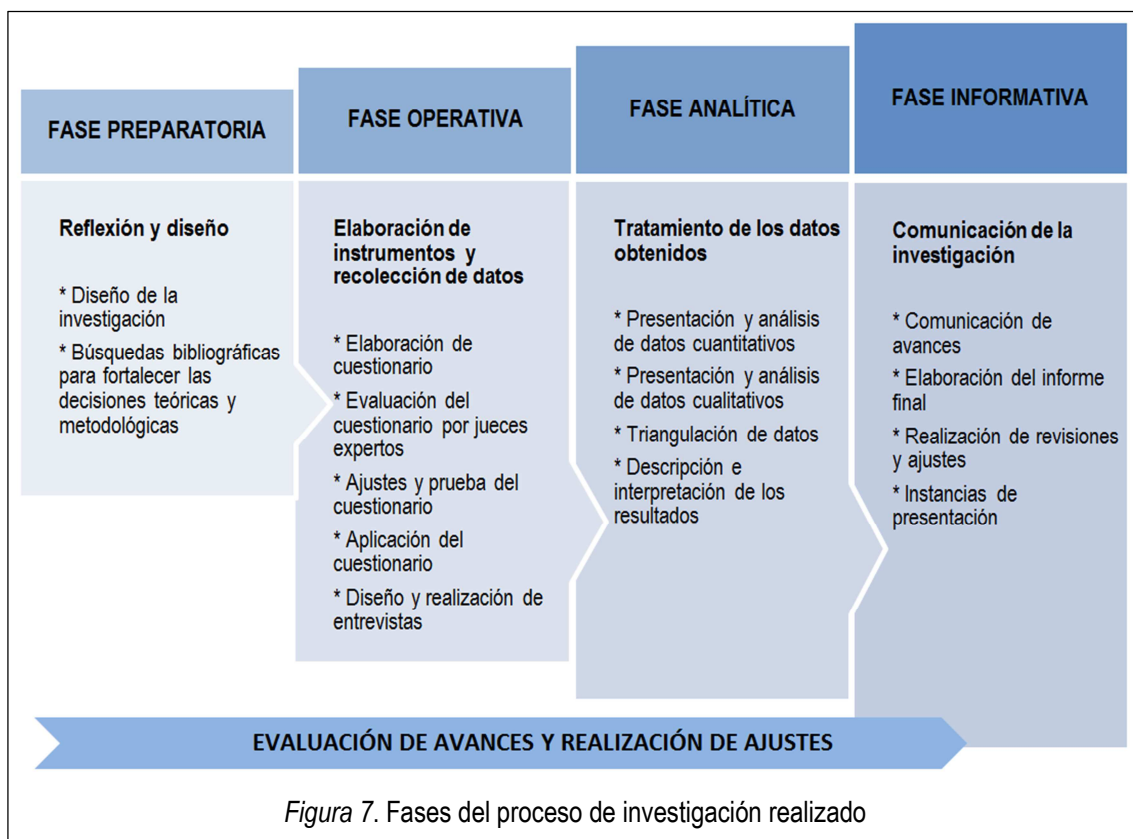 FASE PREPARATORIA
Reflexión y diseño
* Diseño de la
investigación
* Búsquedas bibliográficas
para fortalecer las
decisiones teóricas y
metodológicas
FASE OPERATIVA
Elaboración de
instrumentos y
recolección de datos
* Elaboración de
cuestionario
* Evaluación del
cuestionario por jueces
expertos
* Ajustes y prueba del
cuestionario
* Aplicación del
cuestionario
* Diseño y realización de
entrevistas
FASE ANALÍTICA
Tratamiento de los datos
obtenidos
* Presentación y análisis
de datos cuantitativos
* Presentación y análisis
de datos cualitativos
* Triangulación de datos
* Descripción e
interpretación de los
resultados
FASE INFORMATIVA
Comunicación de la
investigación
* Comunicación de
avances
* Elaboración del informe
final
* Realización de revisiones
y ajustes
* Instancias de
presentación
EVALUACIÓN DE AVANCES Y REALIZACIÓN DE AJUSTES
Figura 7. Fases del proceso de investigación realizado